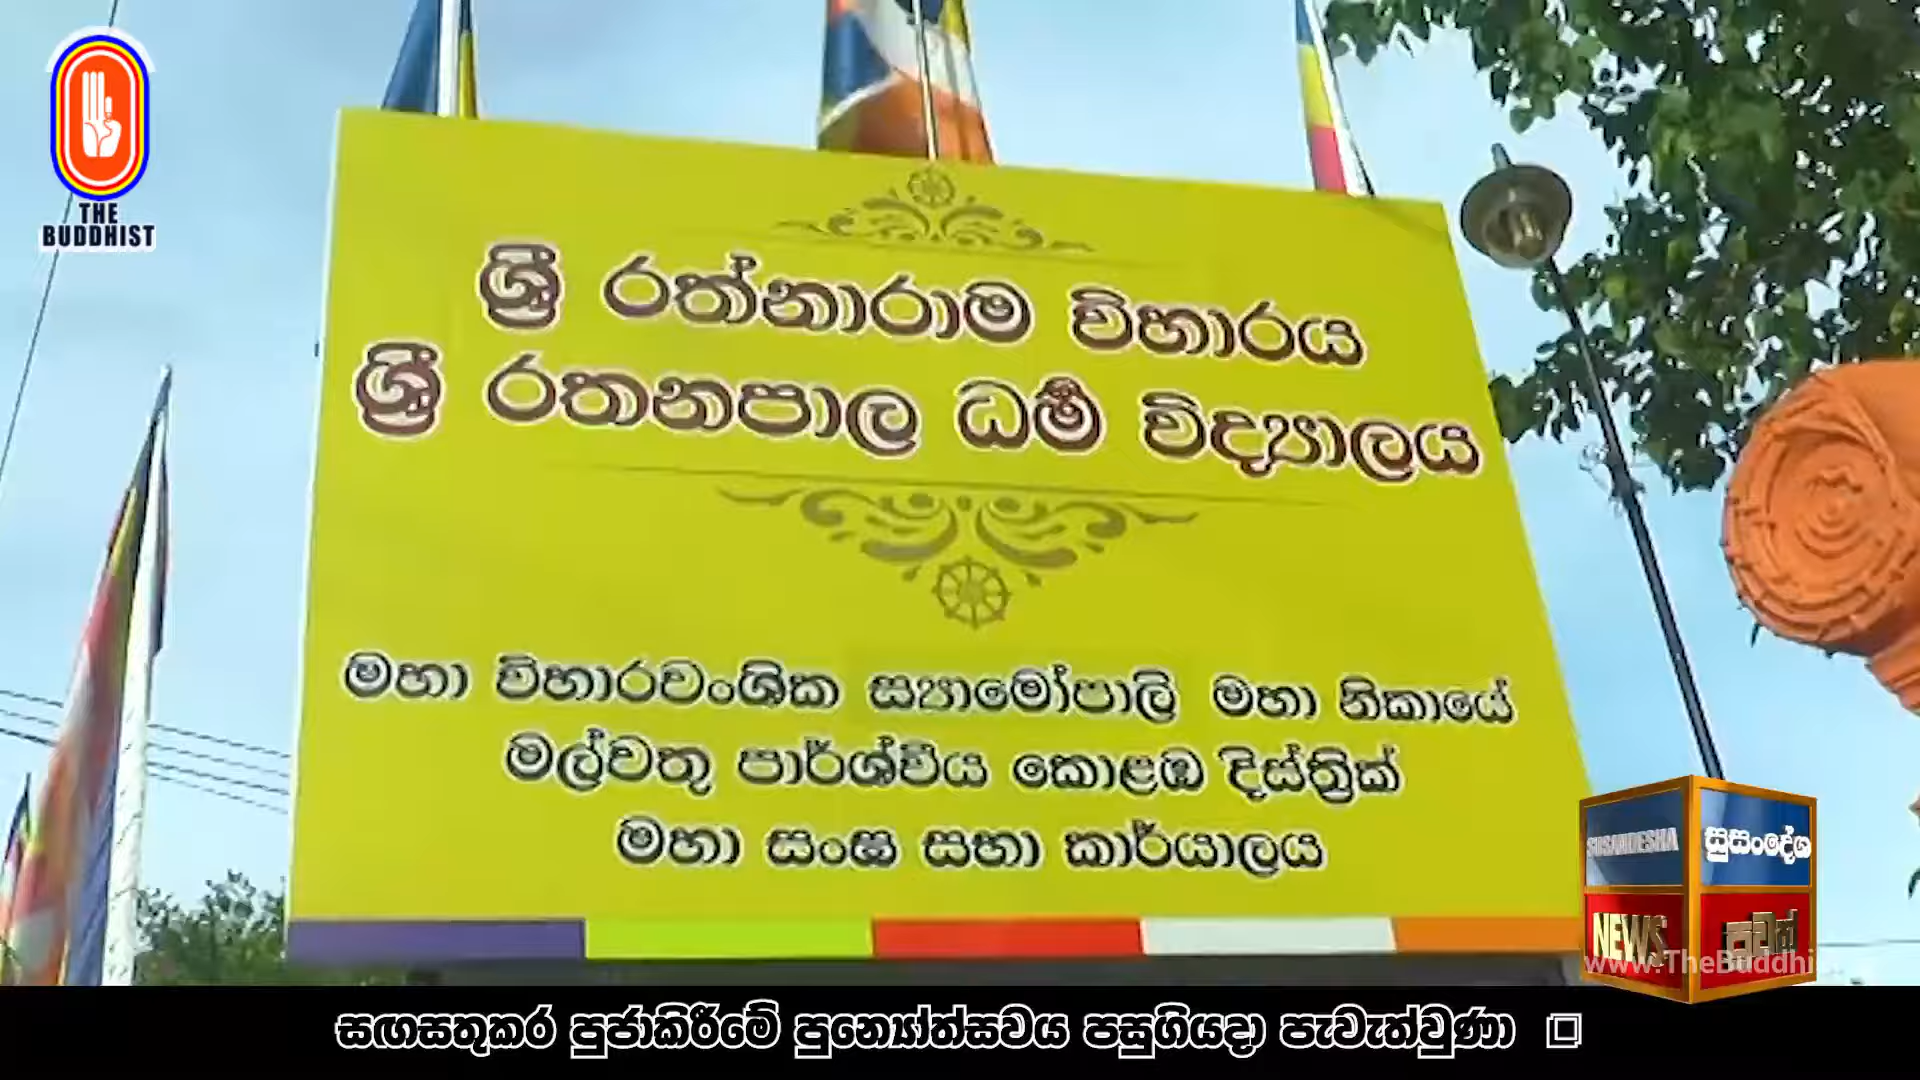 THE
BUDDHIST
ශ්‍රී රත්නාරාම විහාරය
ශ්‍රී රතනපාල ධර්ම විද්‍යාලය
මහා විහාරවංශික ස්‍යාමෝපාලි මහා නිකායේ
මල්වතු පාර්ශ්වීය කොළඹ දිස්ත්‍රික්
මහා සංඝ සභා කාර්යාලය
SUSANDESHA
සුසංදේශ
NEWS
පුවත්
www.TheBuddhi
සඟසතුකර පුජාකිරීමේ පුන්‍යෝත්සවය පසුගියදා පැවැත්වුණා